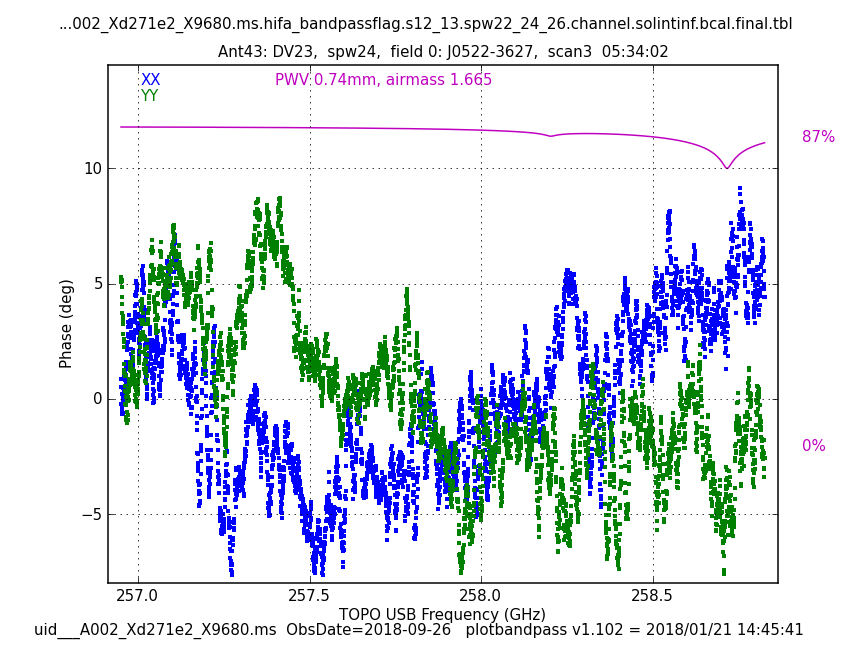 ...002_Xd271e2_X9680.ms.hifa_bandpassflag.s12_13.spw22_24_26.channel.solintinf.bcal.final.tbl
Ant43: DV23, spw24, field 0: J0522-3627, scan3 05:34:02
XX
YY
PWV 0.74mm, airmass 1.665
87%
0%
Phase (deg)
10
5
0
−5
257.0
257.5
258.0
258.5
TOPO USB Frequency (GHz)
uid___A002_Xd271e2_X9680.ms ObsDate=2018-09-26 plotbandpass v1.102 = 2018/01/21 14:45:41